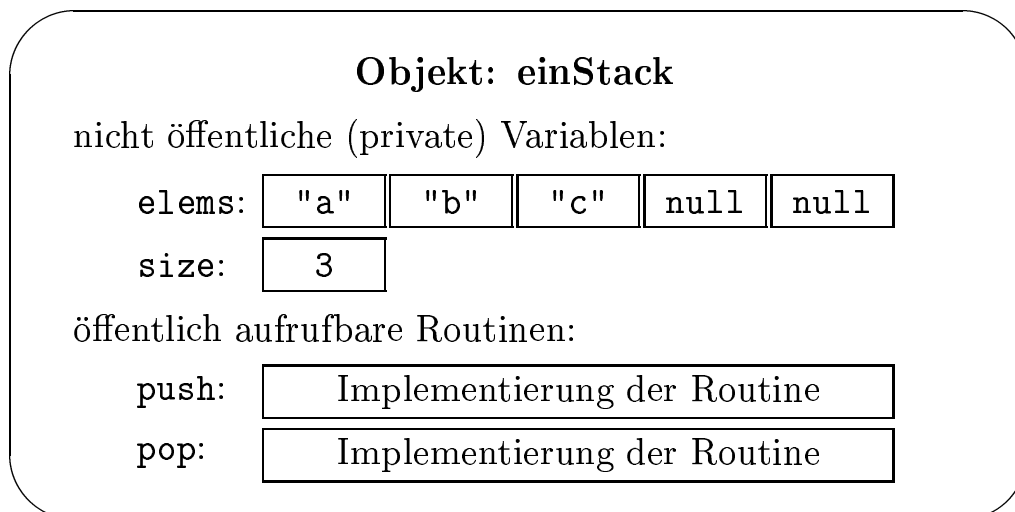 Objekt: einStack
nicht öffentliche (private) Variablen:
elems: "a" "b" "c" null null
size: 3
öffentlich aufrufbare Routinen:
push: Implementierung der Routine
pop: Implementierung der Routine